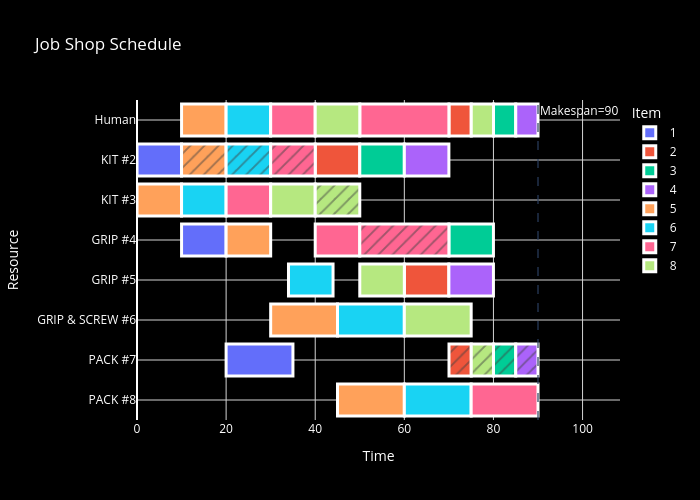 Job Shop Schedule
Resource
Human
KIT #2
KIT #3
GRIP #4
GRIP #5
GRIP & SCREW #6
PACK #7
PACK #8
0 20 40 60 80 100
Time
Makespan=90
Item
1
2
3
4
5
6
7
8